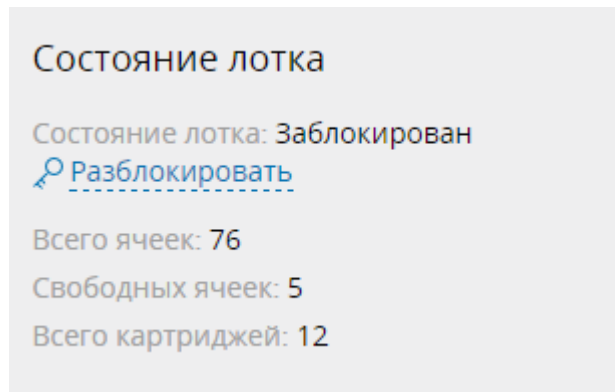 Состояние лотка
Состояние лотка: Заблокирован
Разблокировать
Всего ячеек: 76
Свободных ячеек: 5
Всего картриджей: 12